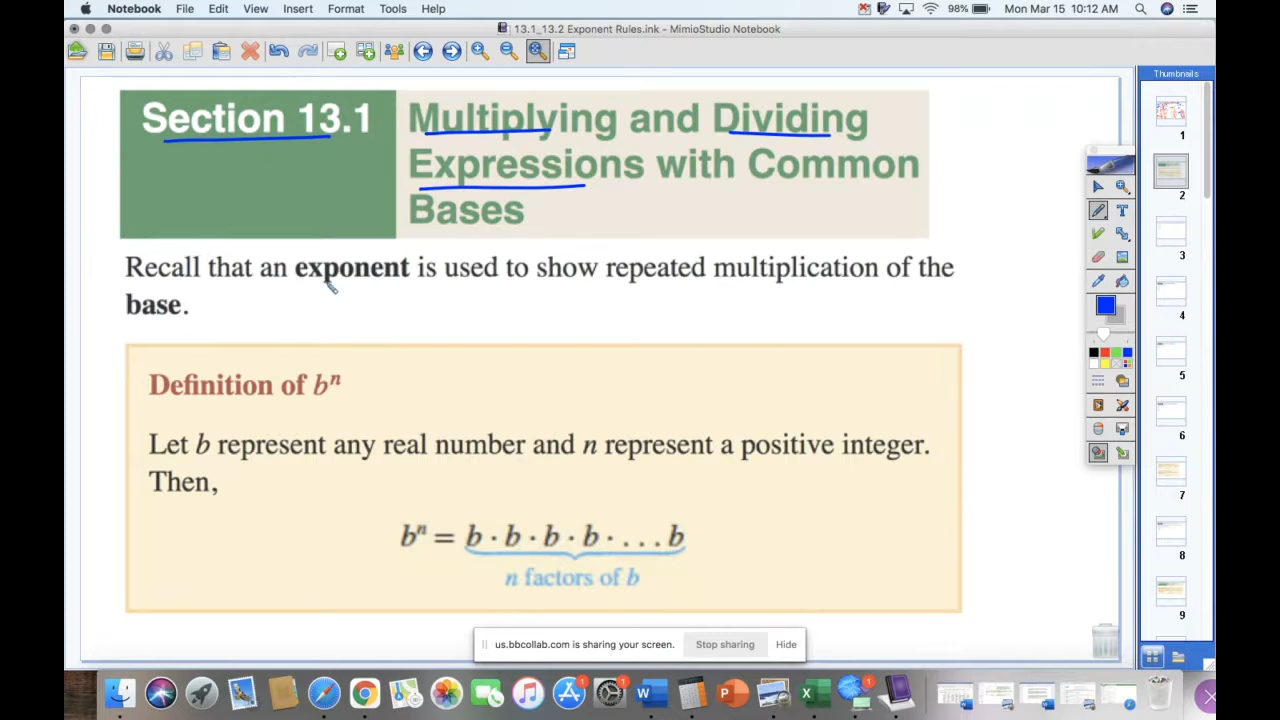 Notebook File Edit View Insert Format Tools Help 98% Mon Mar 15 10:12 AM
13.1_13.2 Exponent Rules.ink - MimioStudio Notebook
Thumbnails
Section 13.1
Multiplying and Dividing
Expressions with Common
Bases
Recall that an exponent is used to show repeated multiplication of the
base.
Definition of bⁿ
Let b represent any real number and n represent a positive integer.
Then,
bⁿ = b · b · b · b · . . . b
n factors of b
1
2
3
4
5
6
7
8
9
us.bbcollab.com is sharing your screen. Stop sharing Hide